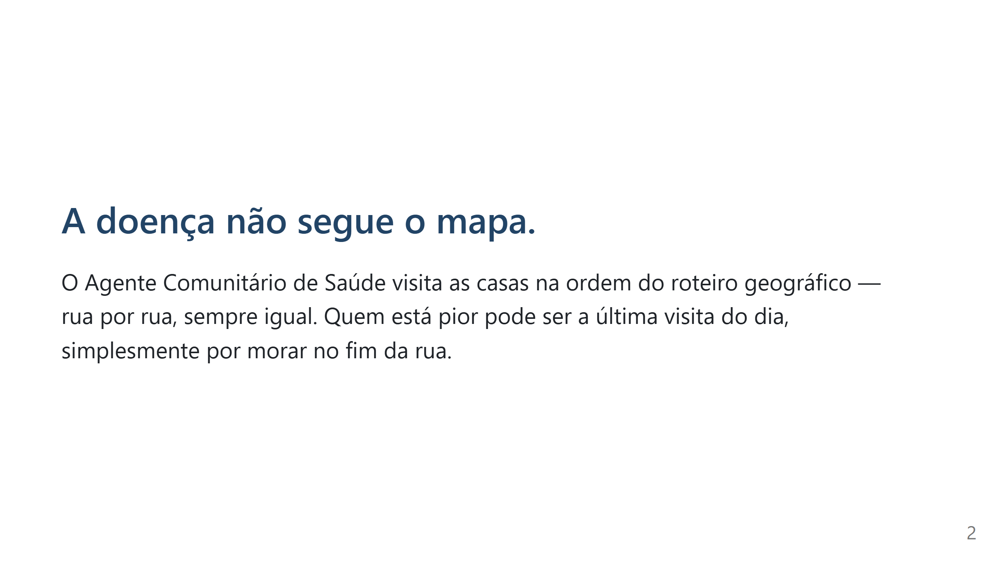 A doença não segue o mapa.
O Agente Comunitário de Saúde visita as casas na ordem do roteiro geográfico —
rua por rua, sempre igual. Quem está pior pode ser a última visita do dia,
simplesmente por morar no fim da rua.
2